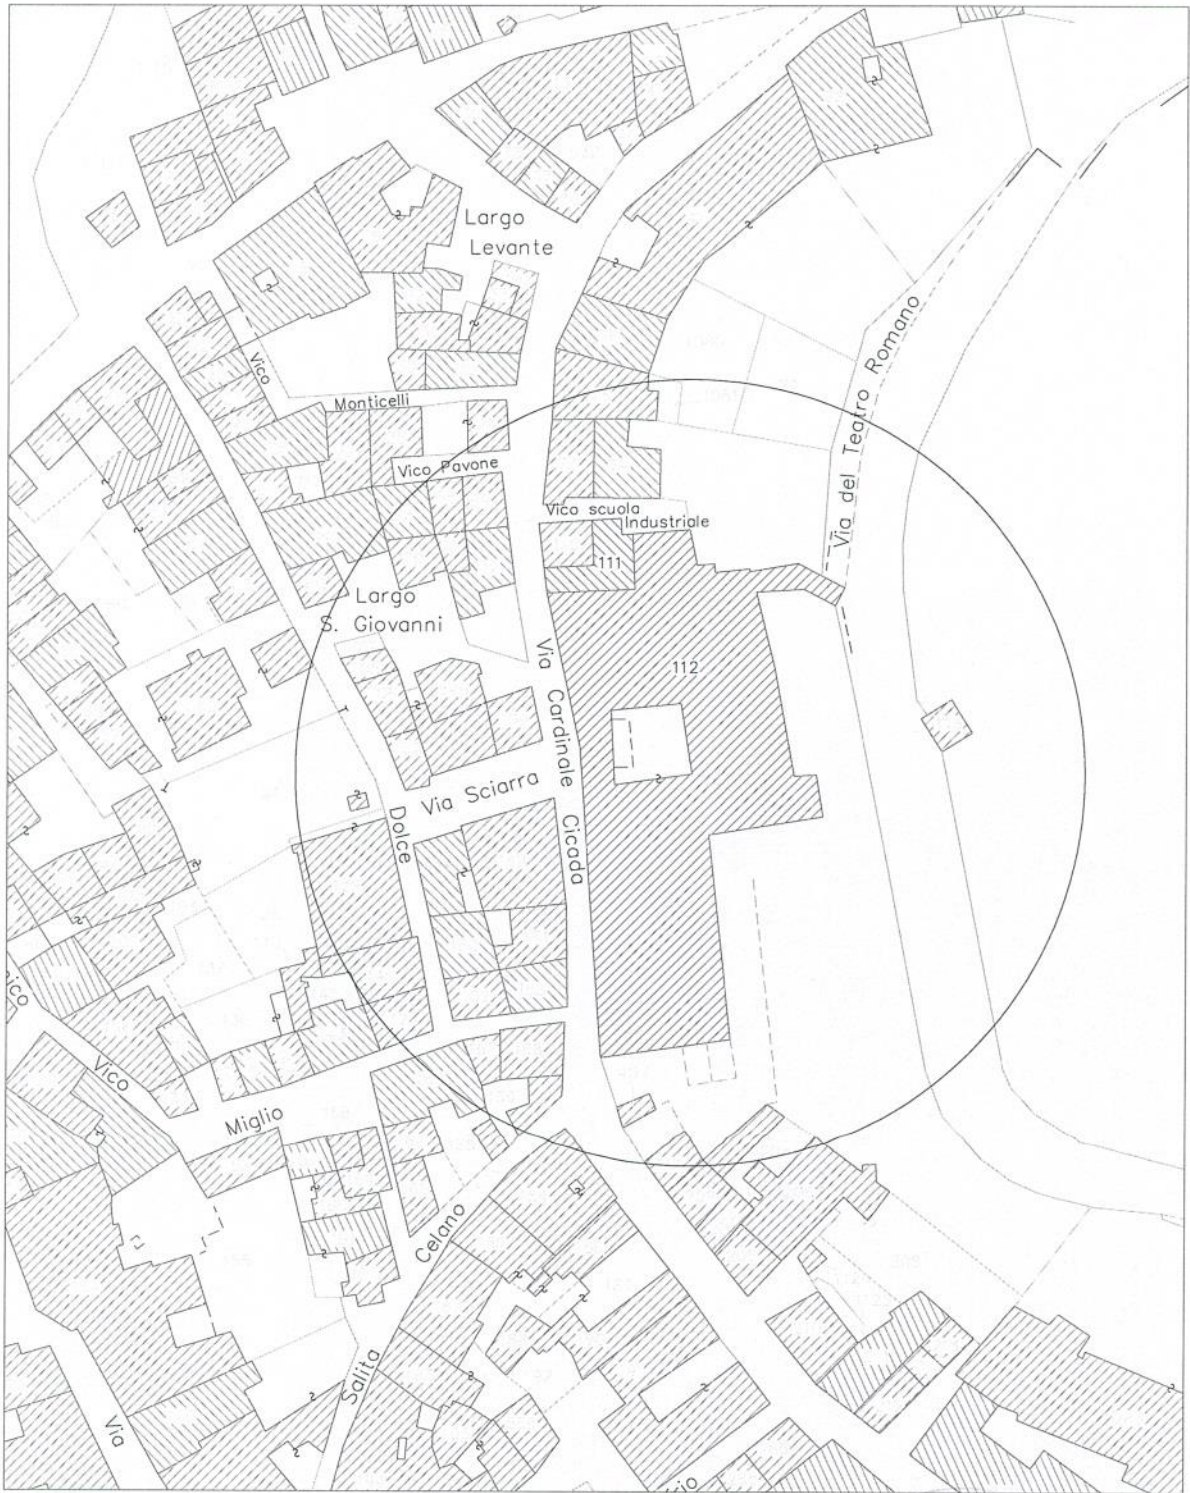 Largo
Levante
Via del Teatro Romano
Vico
Monticelli
Vico Pavone
Vico scuola
Industriale
111
Largo
S. Giovanni
112
Via Cardinale Cicada
Via Sciarra
Dolce
Vico
Miglio
Celano
Salita
Via